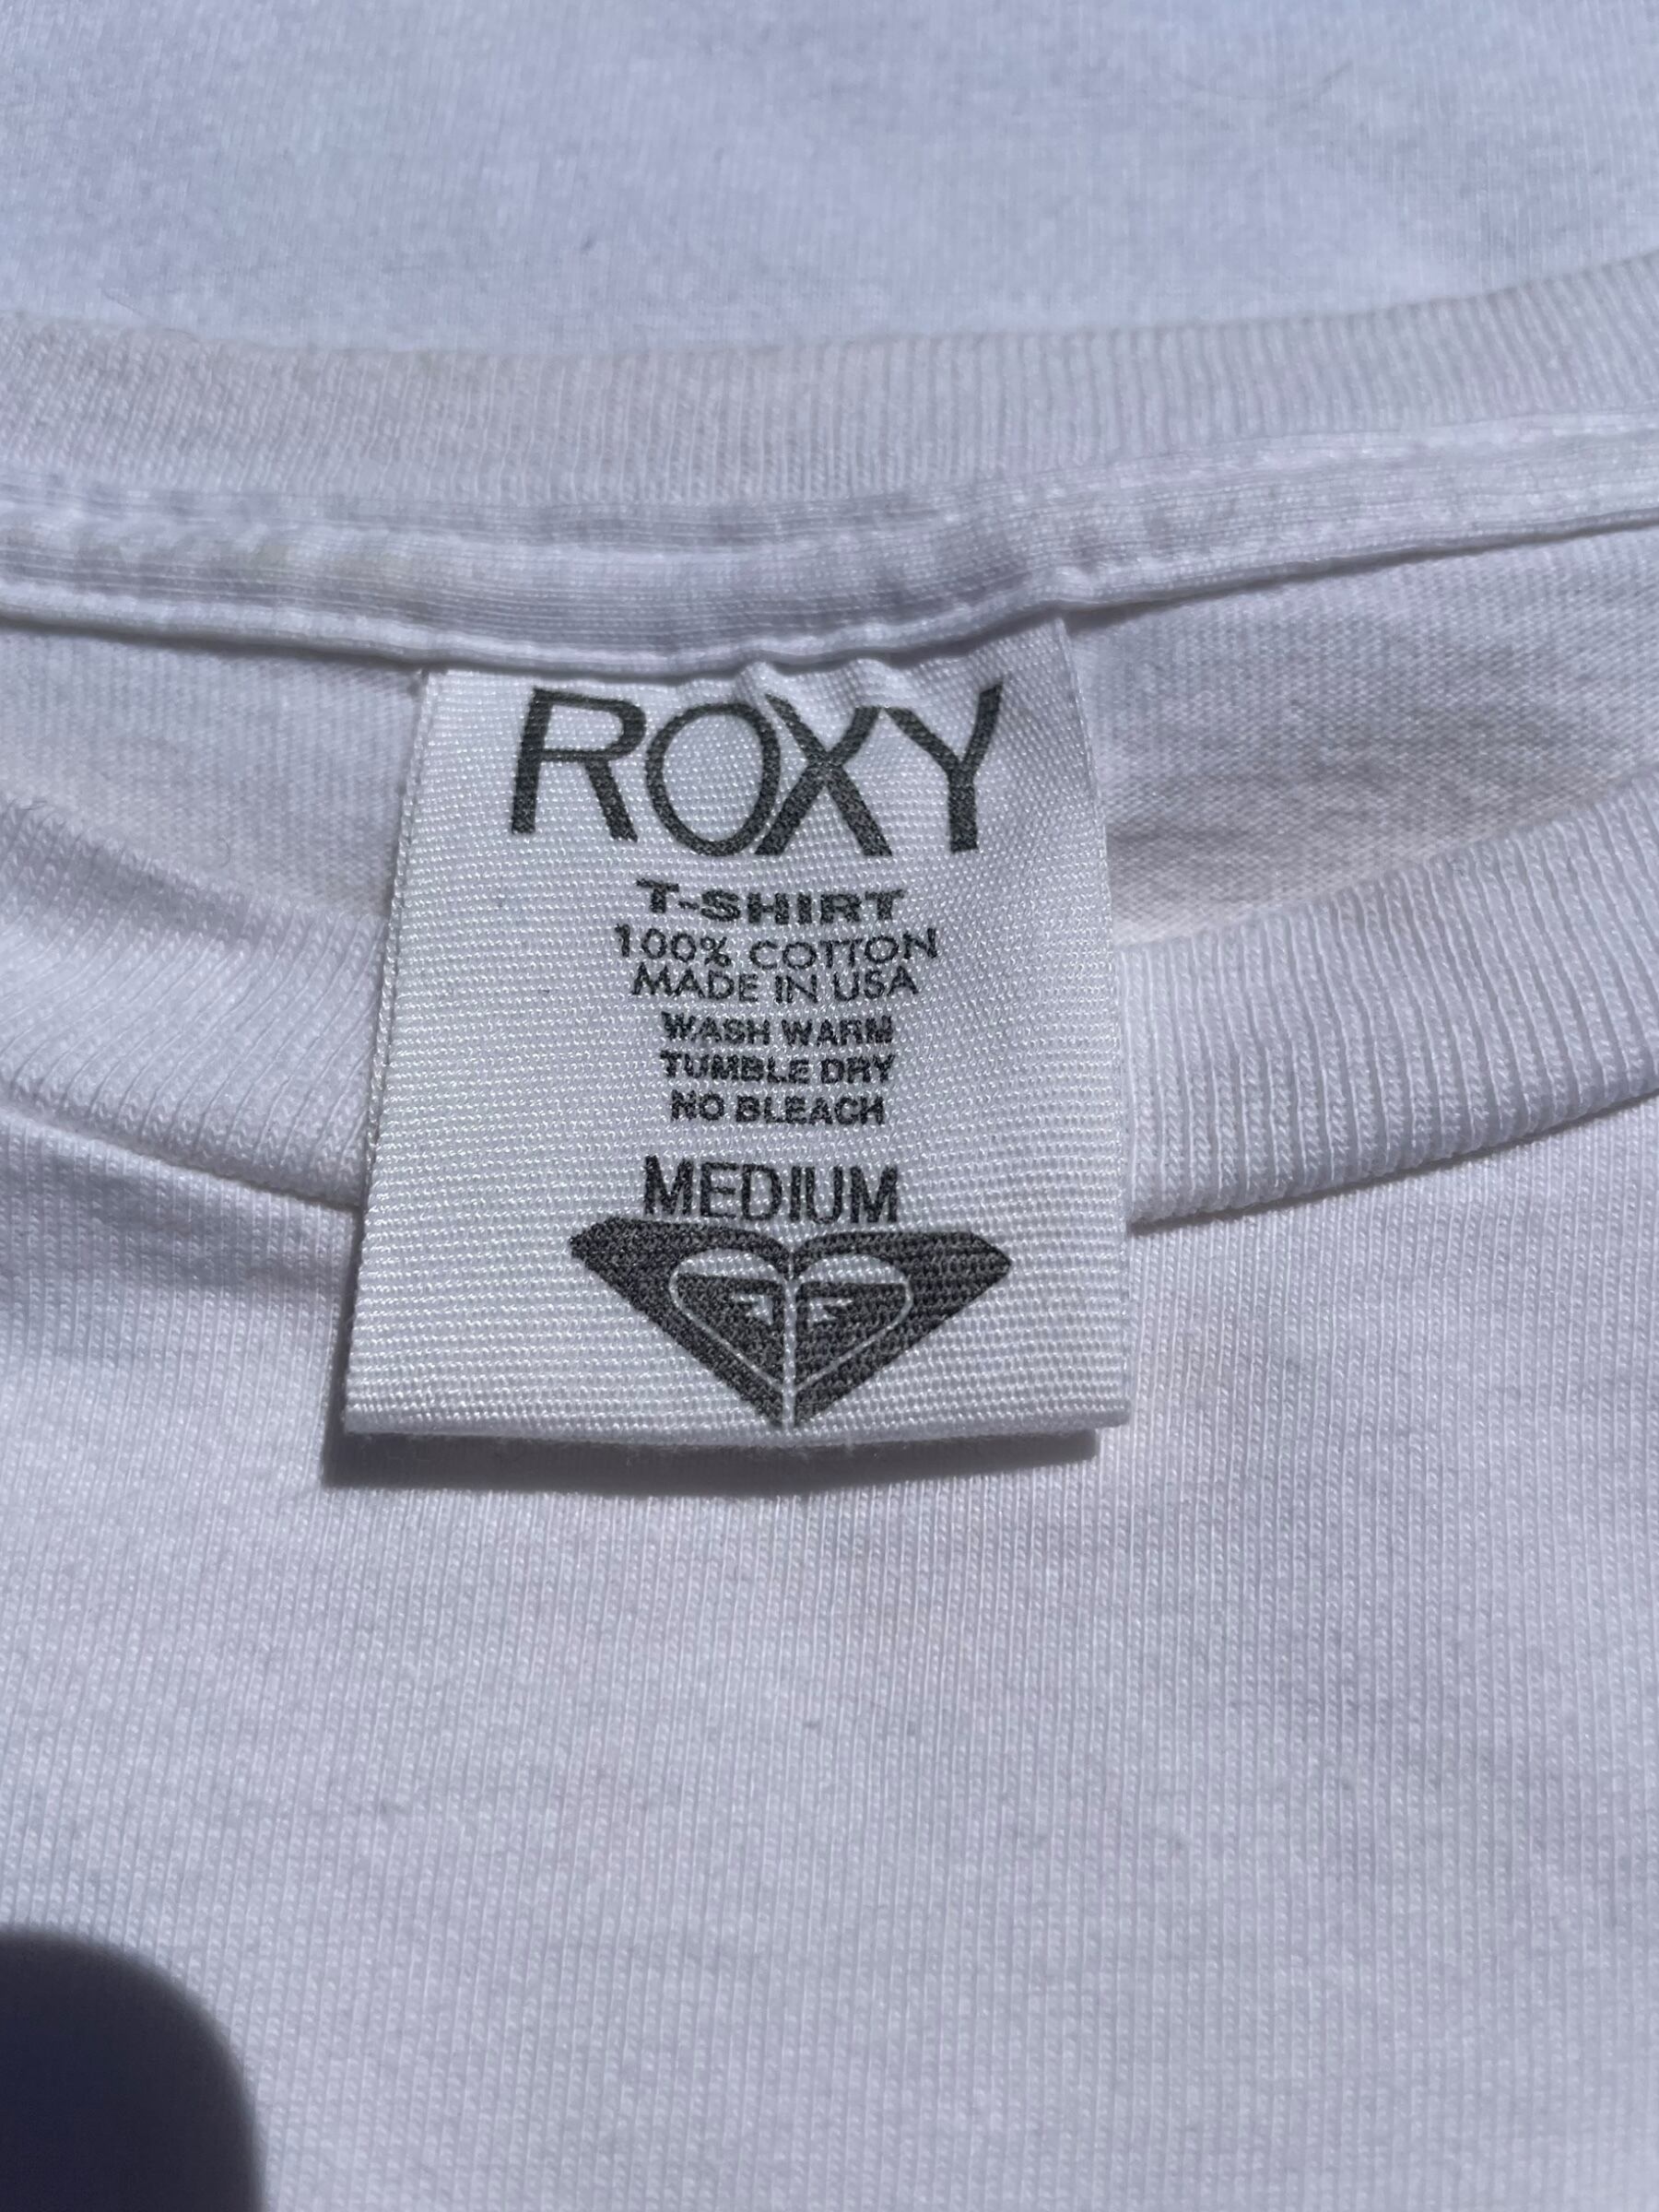 ROXY
T-SHIRT
100% COTTON
MADE IN USA
WASH WARM
TUMBLE DRY
NO BLEACH
MEDIUM